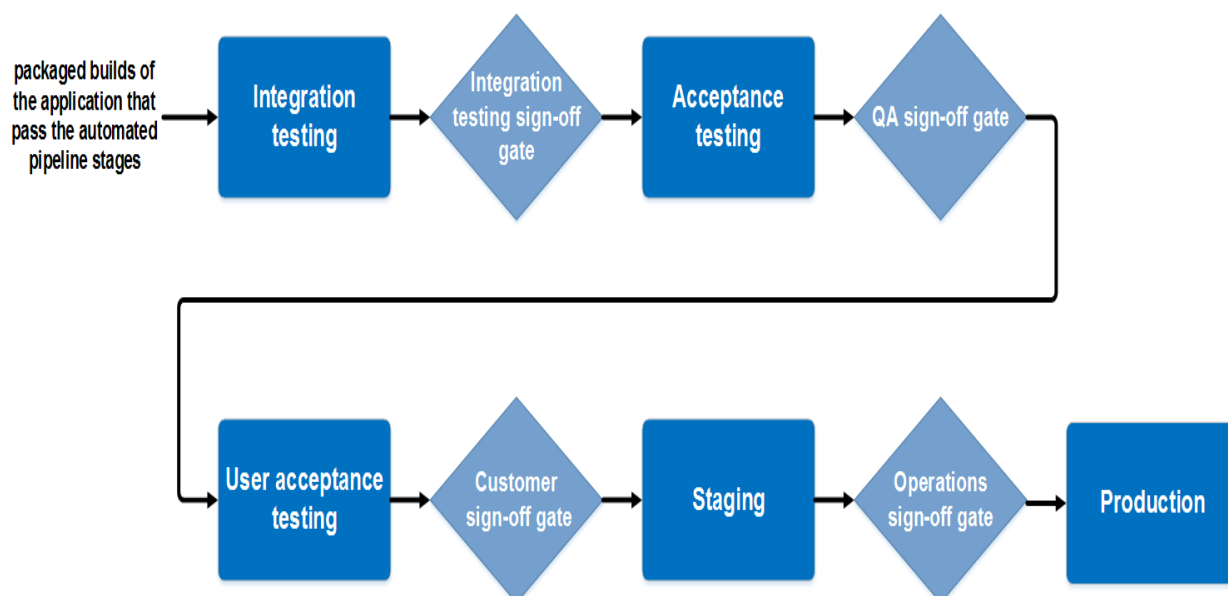 packaged builds of
the application that
pass the automated
pipeline stages
Integration
testing
Integration
testing sign-off
gate
Acceptance
testing
QA sign-off gate
User acceptance
testing
Customer
sign-off gate
Staging
Operations
sign-off gate
Production